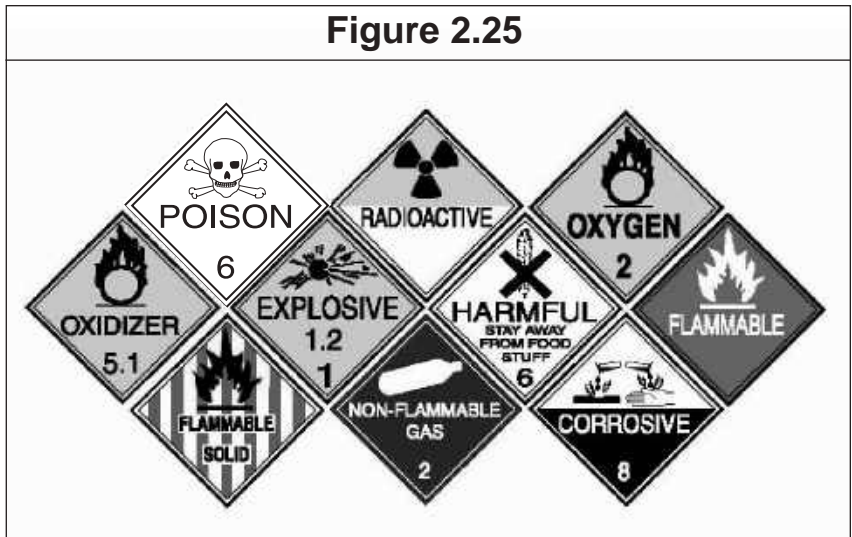 Figure 2.25
POISON
6
RADIOACTIVE
OXYGEN
2
OXIDIZER
5.1
EXPLOSIVE
1.2
1
HARMFUL
STAY AWAY
FROM FOOD
STUFF
6
FLAMMABLE
FLAMMABLE
SOLID
NON-FLAMMABLE
GAS
2
CORROSIVE
8